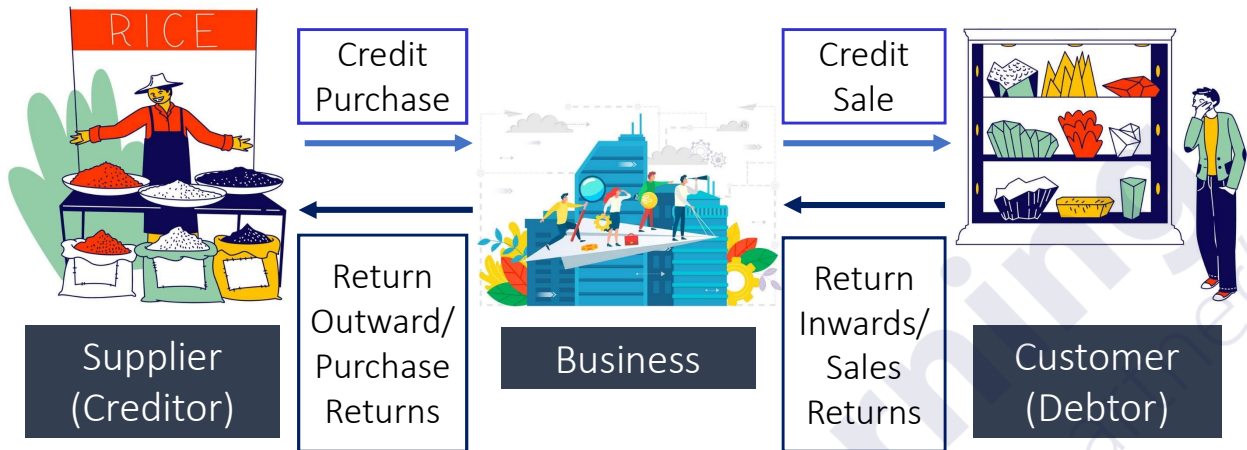 RICE
Credit
Purchase
Credit
Sale
Return
Outward/
Purchase
Returns
Return
Inwards/
Sales
Returns
Supplier
(Creditor)
Business
Customer
(Debtor)